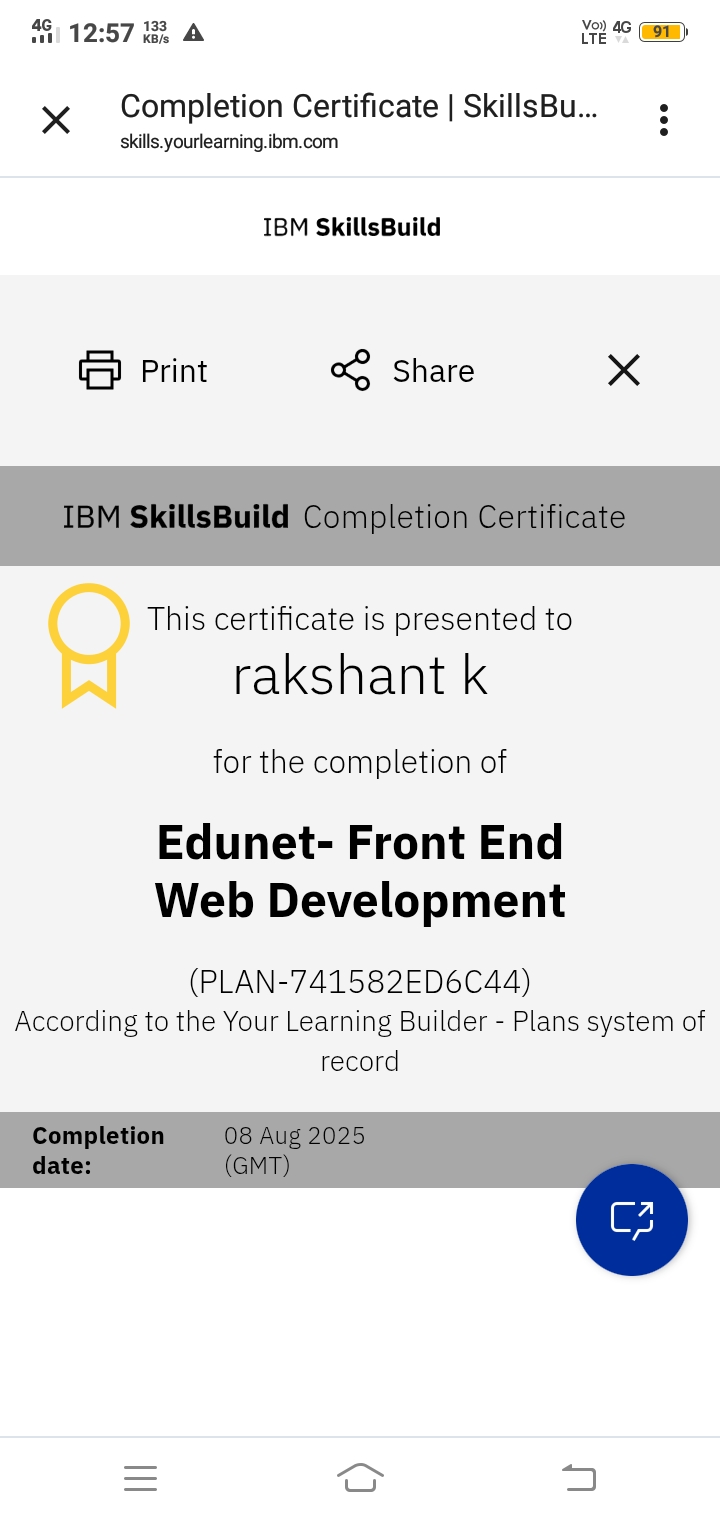 4G 12:57 133 KB/s Vo)) LTE 4G 91
Completion Certificate | SkillsBu...
skills.yourlearning.ibm.com
IBM SkillsBuild
Print Share
IBM SkillsBuild Completion Certificate
This certificate is presented to
rakshant k
for the completion of
Edunet- Front End
Web Development
(PLAN-741582ED6C44)
According to the Your Learning Builder - Plans system of
record
Completion 08 Aug 2025
date: (GMT)